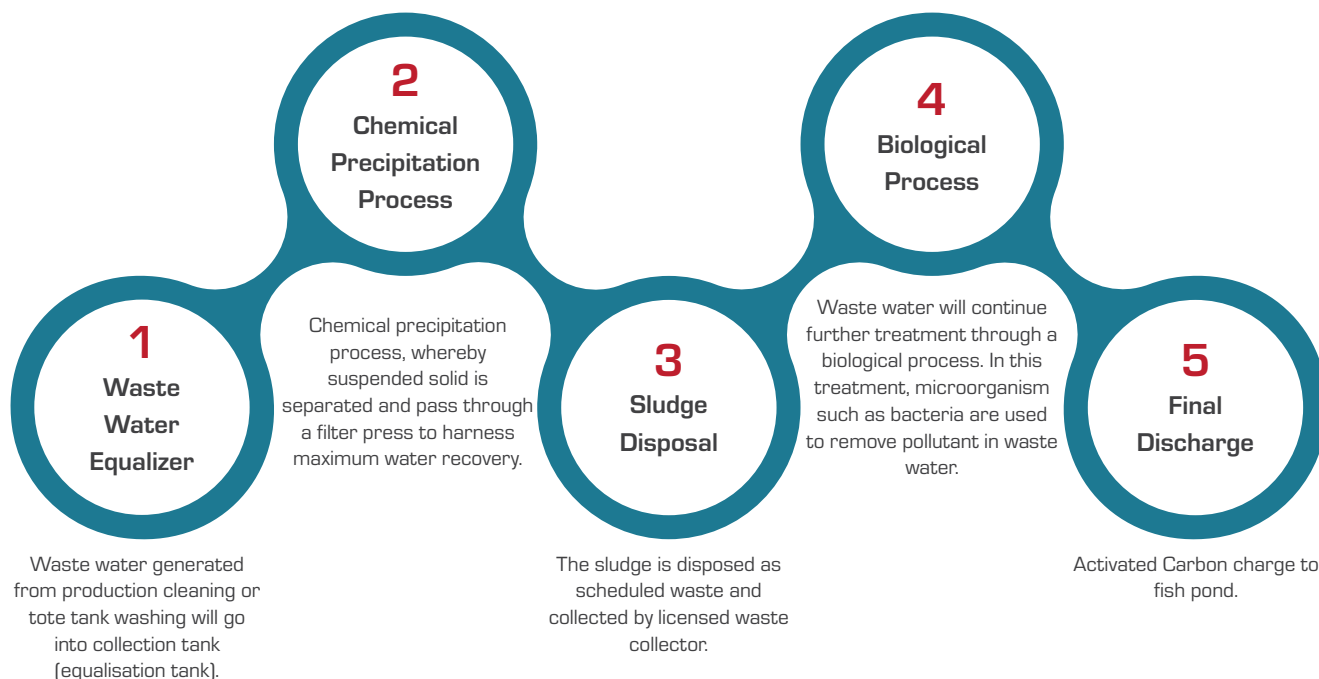 1
Waste
Water
Equalizer
Waste water generated
from production cleaning or
tote tank washing will go
into collection tank
(equalisation tank).
2
Chemical
Precipitation
Process
Chemical precipitation
process, whereby
suspended solid is
separated and pass through
a filter press to harness
maximum water recovery.
3
Sludge
Disposal
The sludge is disposed as
scheduled waste and
collected by licensed waste
collector.
4
Biological
Process
Waste water will continue
further treatment through a
biological process. In this
treatment, microorganism
such as bacteria are used
to remove pollutant in waste
water.
5
Final
Discharge
Activated Carbon charge to
fish pond.